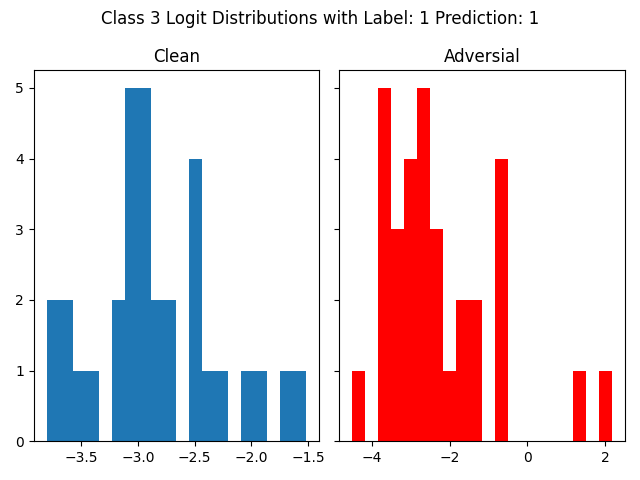 Class 3 Logit Distributions with Label: 1 Prediction: 1
Clean
Adversial
5
4
3
2
1
0
−3.5 −3.0 −2.5 −2.0 −1.5
−4 −2 0 2